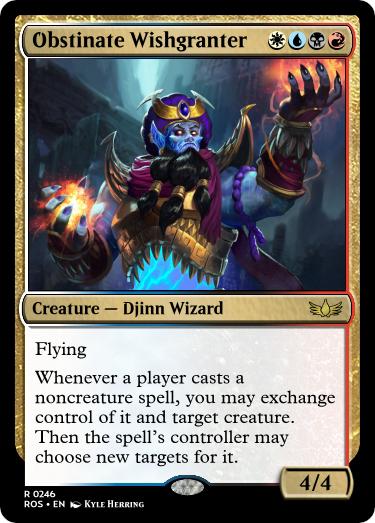 Obstinate Wishgranter
Creature — Djinn Wizard
Flying
Whenever a player casts a
noncreature spell, you may exchange
control of it and target creature.
Then the spell's controller may
choose new targets for it.
4/4
R 0246
ROS • EN Kyle Herring